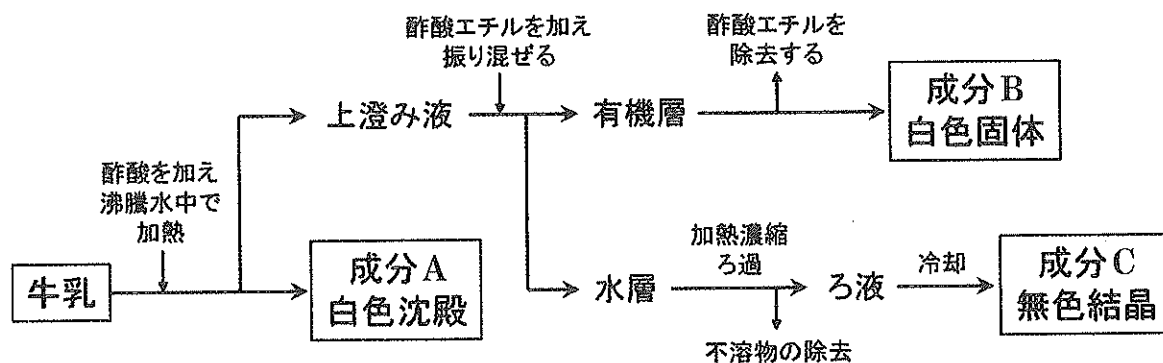 酢酸エチルを加え
振り混ぜる
酢酸エチルを
除去する
上澄み液
有機層
成分B
白色固体
酢酸を加え
沸騰水中で
加熱
牛乳
成分A
白色沈殿
水層
加熱濃縮
ろ過
ろ液
冷却
成分C
無色結晶
不溶物の除去